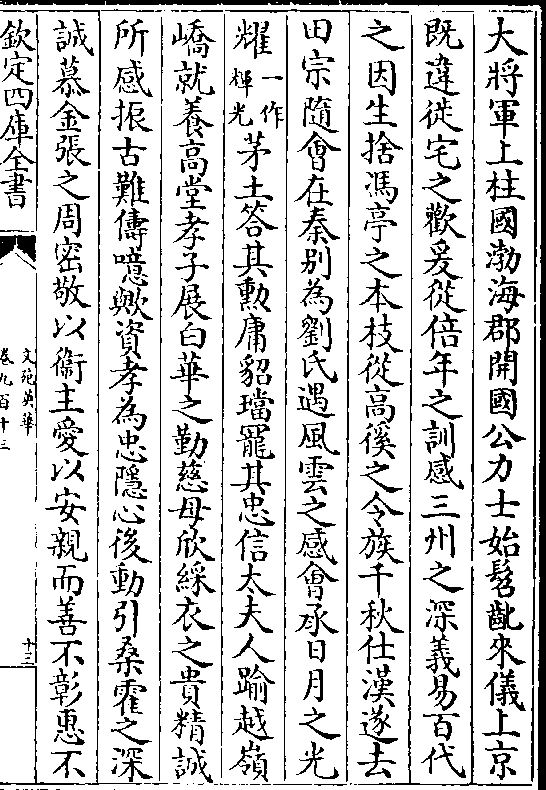 大將軍上柱國渤海郡開國公力士始髫齔來儀上京
既違徙宅之歡爰從倍年之訓感三州之深義易百代
之因生捨馮亭之本枝從高徯之令族千秋仕漢遂去
田宗隨㑹在秦别為劉氏遇風雲之感㑹承日月之光
耀一作輝光茅土答其勲庸貂璫寵其忠信太夫人踰越嶺
嶠就養高堂孝子展白華之勤慈母欣綵衣之貴精誠
所感振古難儔噫歟資孝為忠隱心後動引桑霍之深
誠慕金張之周密敬以衛主愛以安親而善不彰惠不
欽定四庫全書
文苑英華
卷九百十三
十三